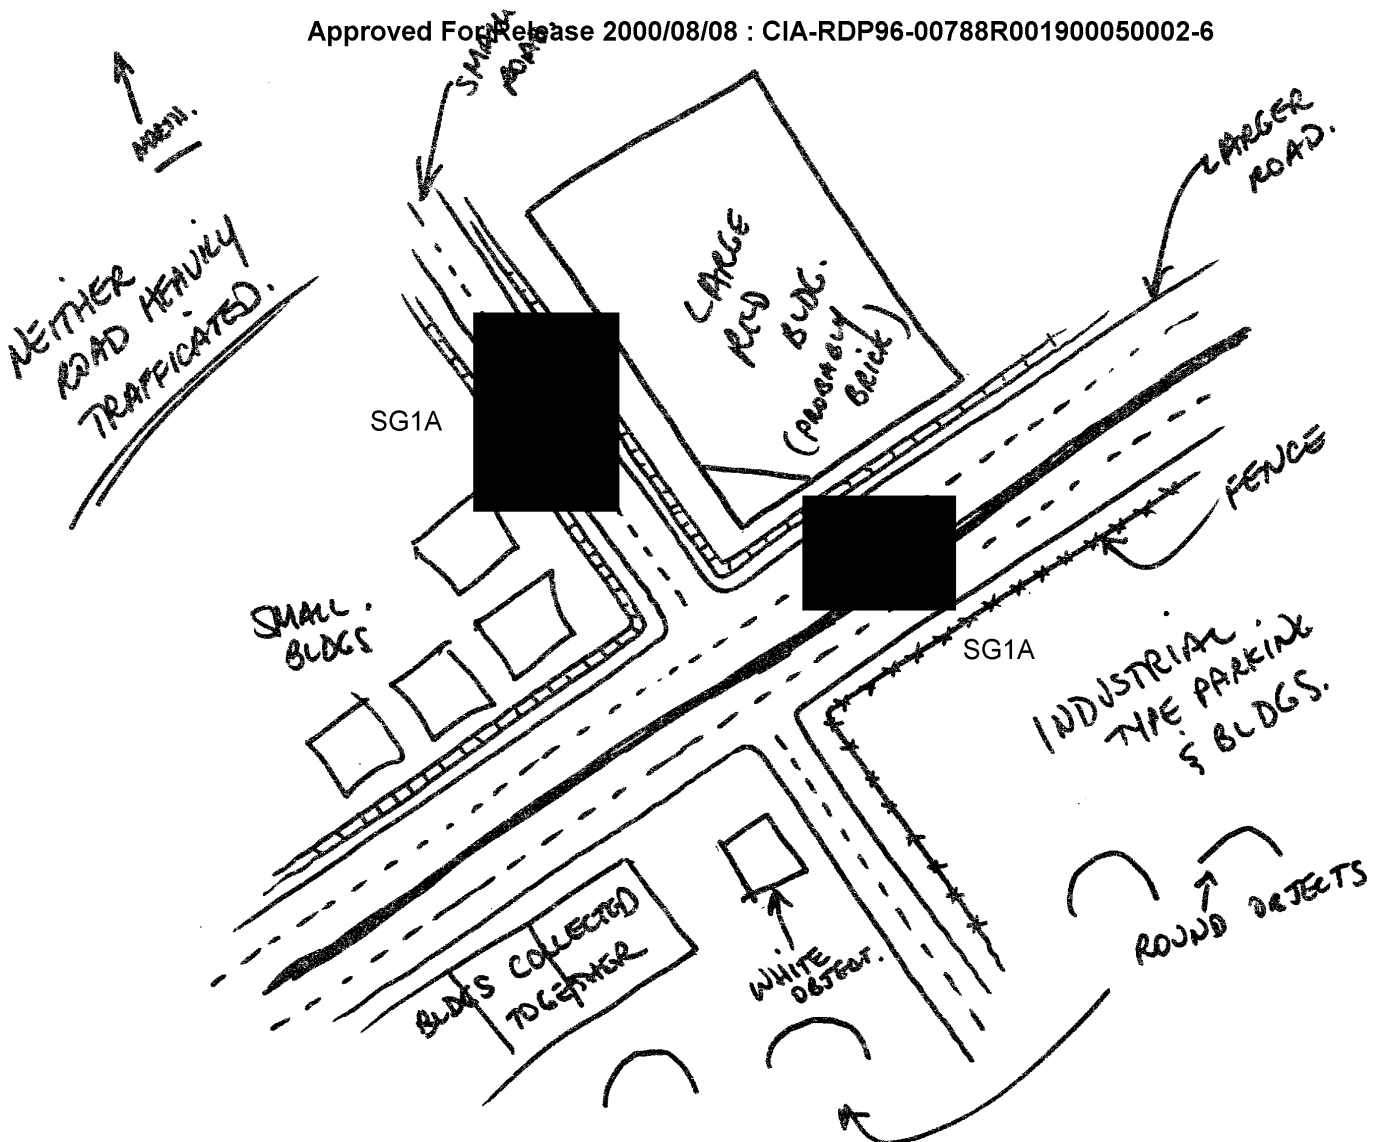 Approved For Release 2000/08/08 : CIA-RDP96-00788R001900050002-6
SMALL
ROAD.
NORTH.
LARGER
ROAD.
NEITHER
ROAD HEAVILY
TRAFFICATED.
LARGE
RED
BLDG.
(PROBABLY
BRICK)
SG1A
FENCE
SMALL.
BLDGS
SG1A
INDUSTRIAL
TYPE PARKING
& BLDGS.
ROUND OBJECTS
WHITE
OBJECT.
BLDGS COLLECTED
TOGETHER